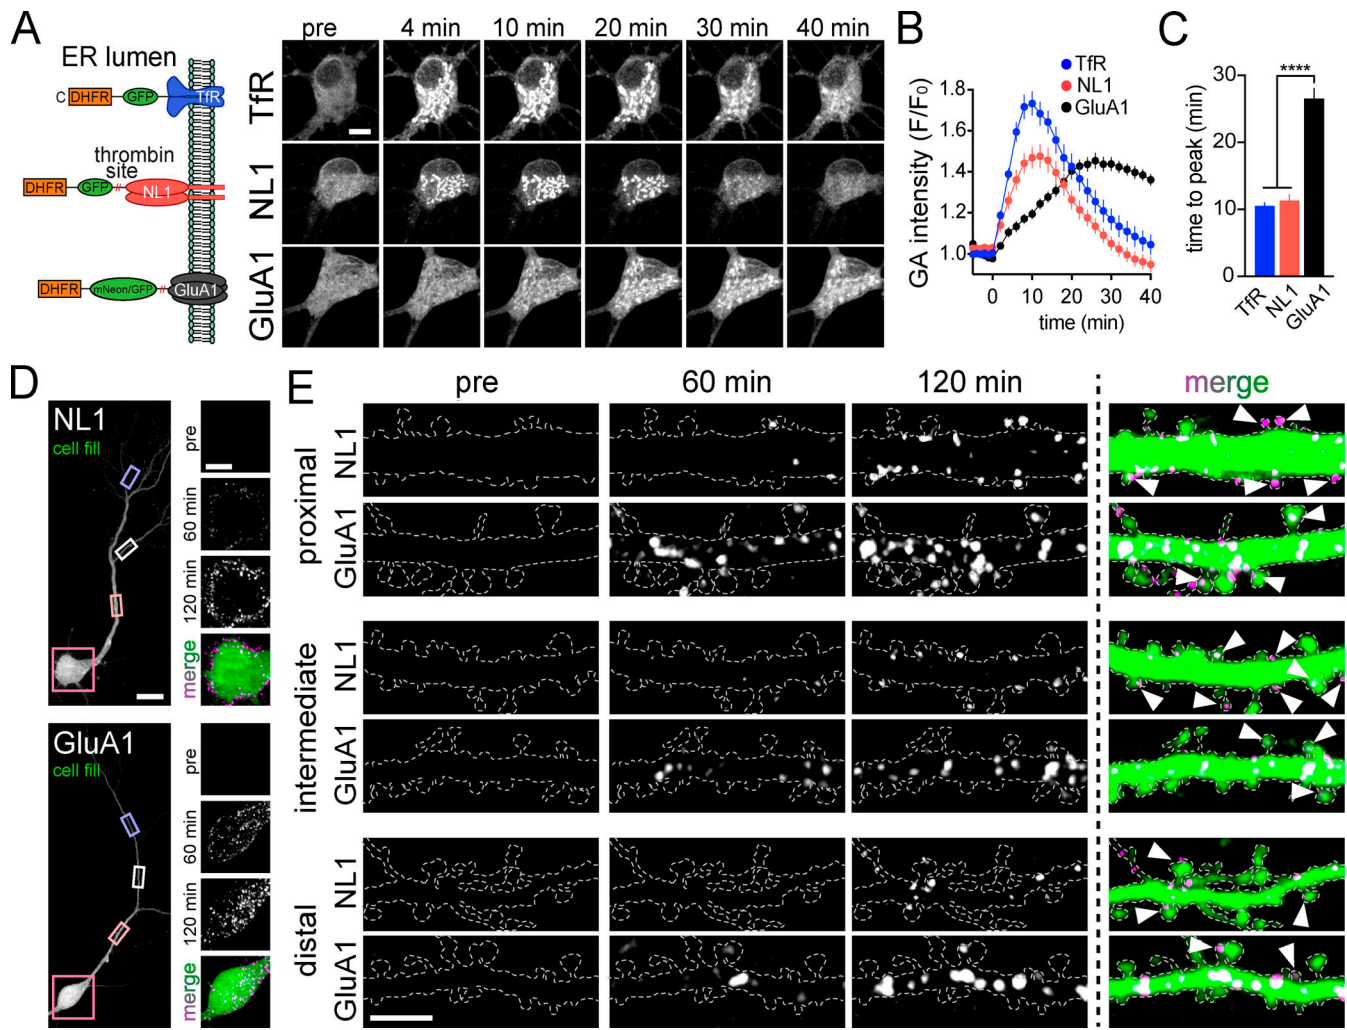 A
ER lumen
C DHFR GFP TfR
thrombin
site
DHFR GFP NL1
DHFR mNeon/GFP GluA1
pre 4 min 10 min 20 min 30 min 40 min
TfR
NL1
GluA1
B
TfR
NL1
GluA1
GA intensity (F/F0)
1.8
1.6
1.4
1.2
1.0
0 10 20 30 40
time (min)
C
****
time to peak (min)
30
20
10
0
TfR NL1 GluA1
D
NL1
cell fill
pre
60 min
120 min
merge
GluA1
cell fill
pre
60 min
120 min
merge
E
pre 60 min 120 min merge
proximal
NL1
GluA1
intermediate
NL1
GluA1
distal
NL1
GluA1